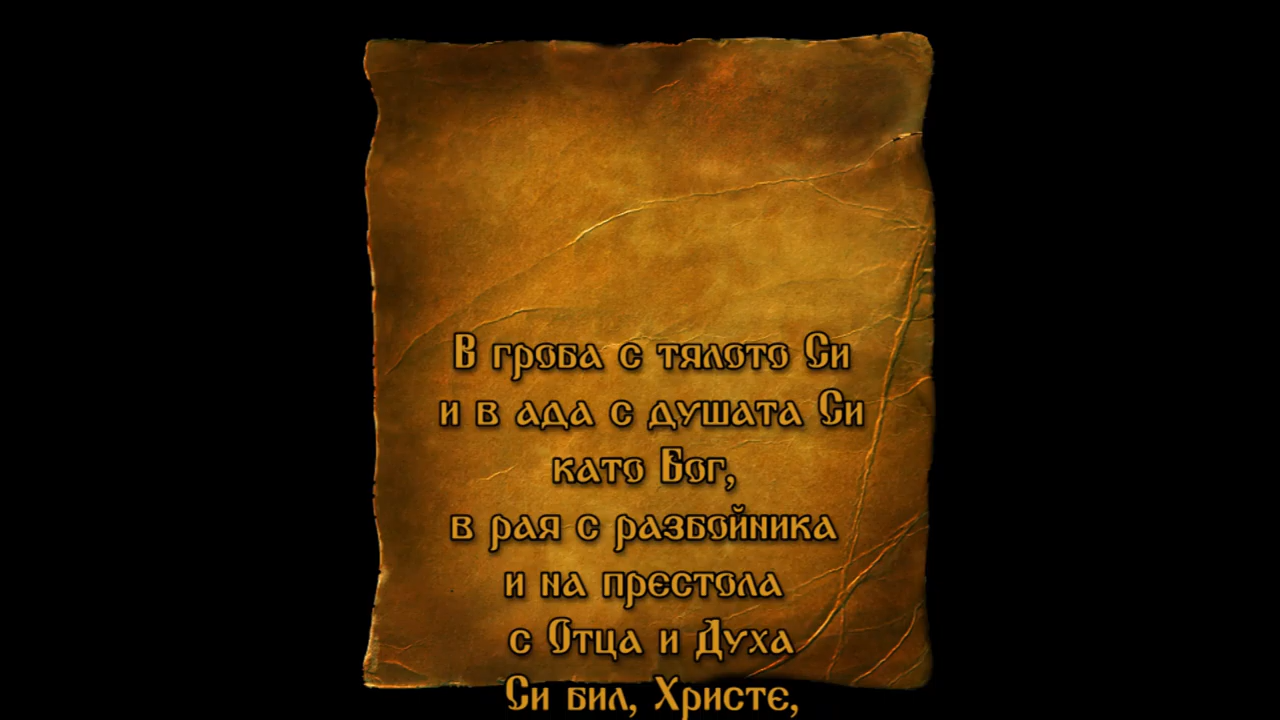 В гроба с тялото Си
и в ада с душата Си
като Бог,
в рая с разбойника
и на престола
с Отца и Духа
Си бил, Христе,